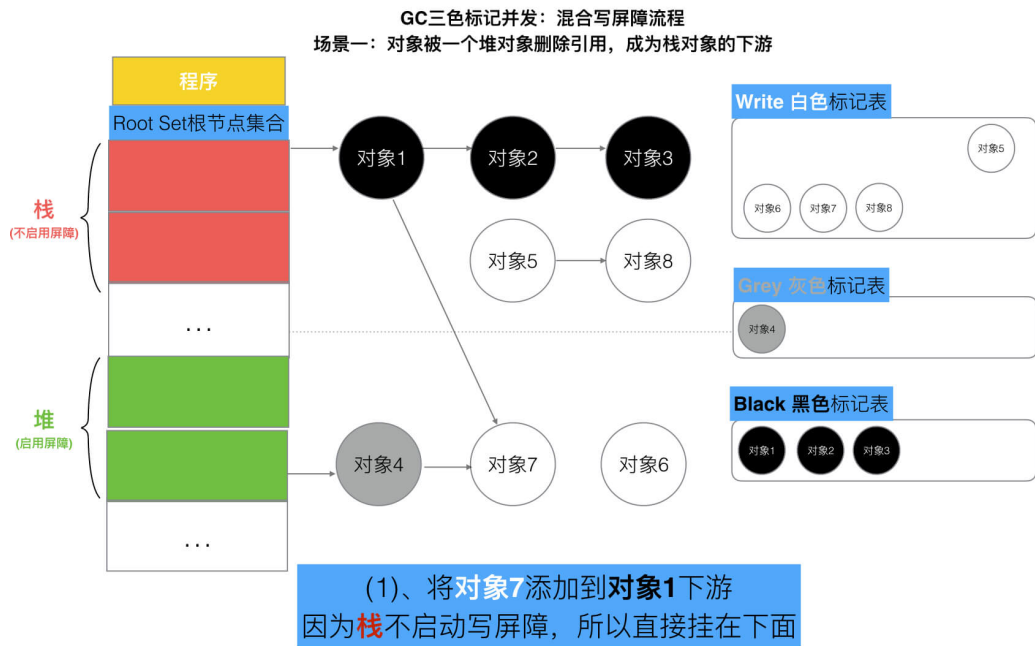 GC三色标记并发：混合写屏障流程
场景一：对象被一个堆对象删除引用，成为栈对象的下游
程序
Root Set根节点集合
栈
(不启用屏障)
...
堆
(启用屏障)
...
对象1
对象2
对象3
对象5
对象8
对象4
对象7
对象6
Write 白色标记表
对象5
对象6
对象7
对象8
Grey 灰色标记表
对象4
Black 黑色标记表
对象1
对象2
对象3
(1)、将对象7添加到对象1下游
因为栈不启动写屏障，所以直接挂在下面